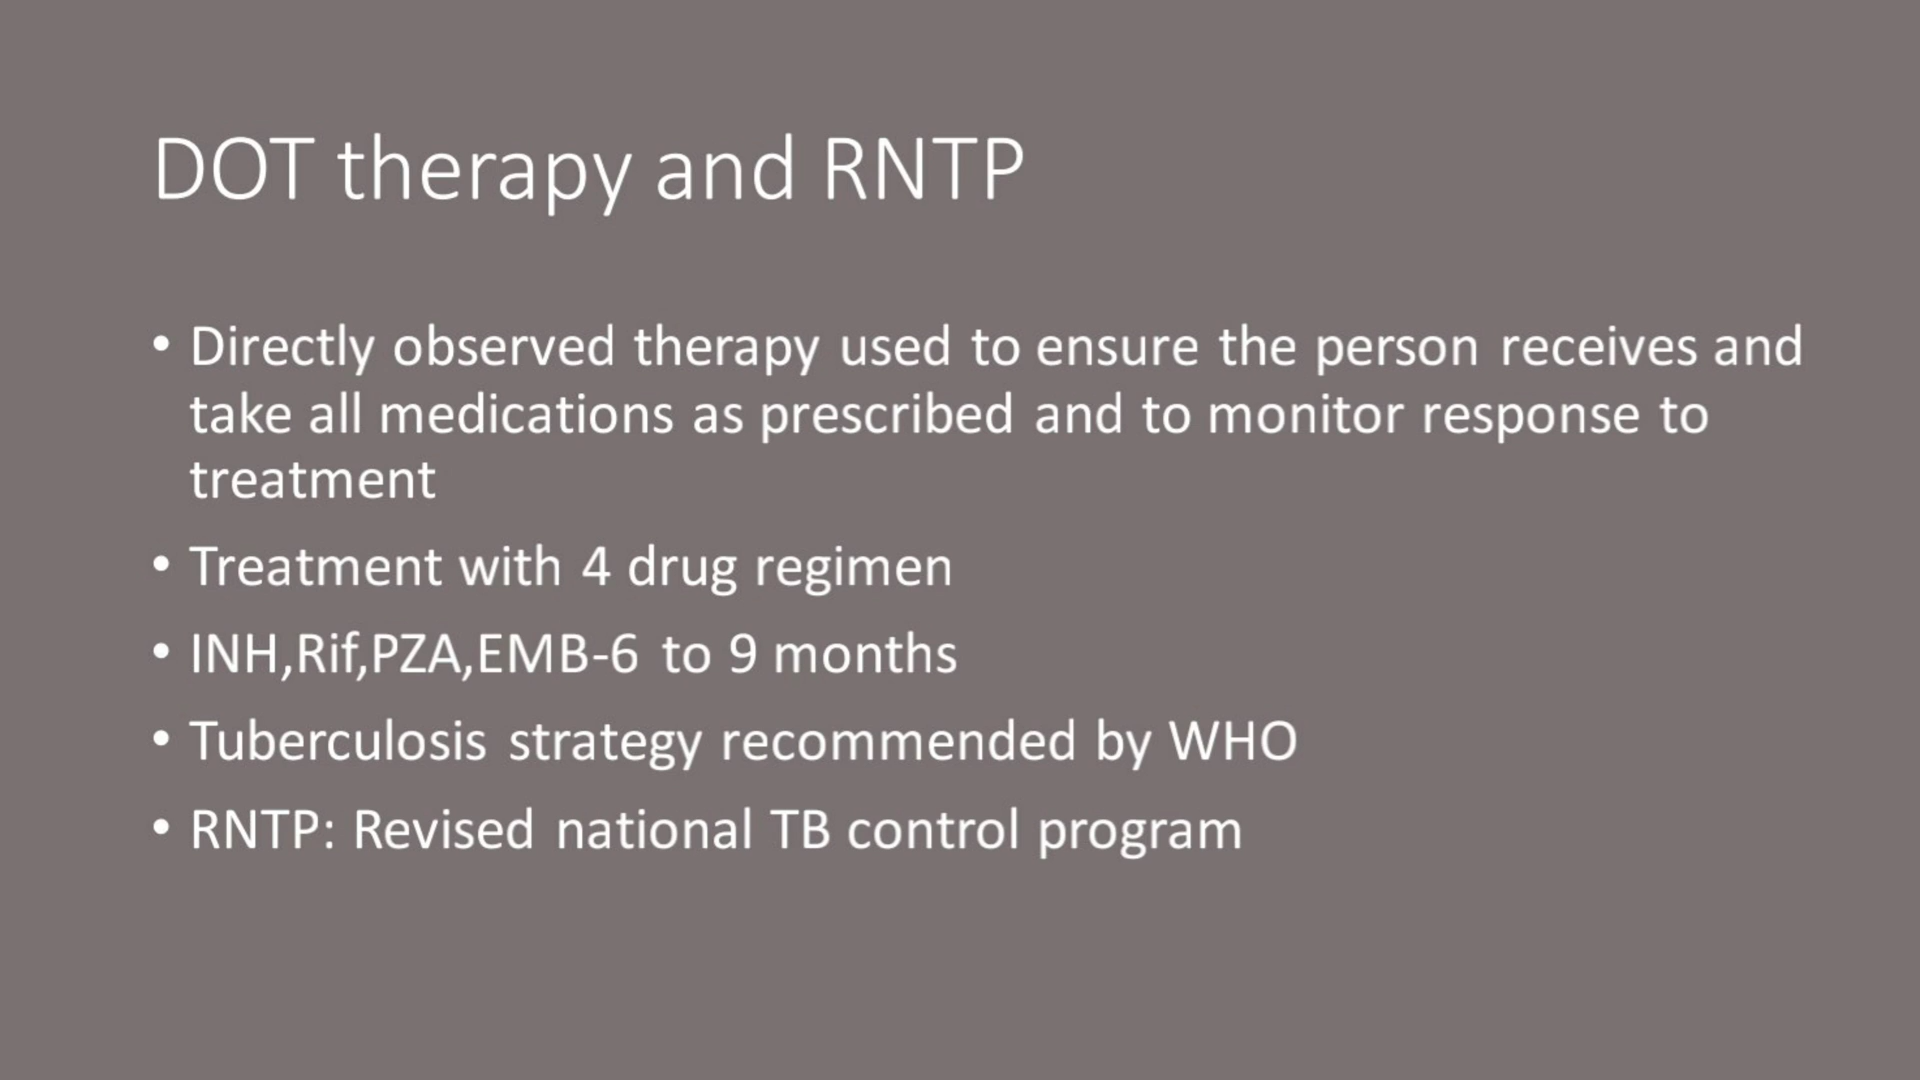 DOT therapy and RNTP
• Directly observed therapy used to ensure the person receives and
take all medications as prescribed and to monitor response to
treatment
• Treatment with 4 drug regimen
• INH,Rif,PZA,EMB-6 to 9 months
• Tuberculosis strategy recommended by WHO
• RNTP: Revised national TB control program